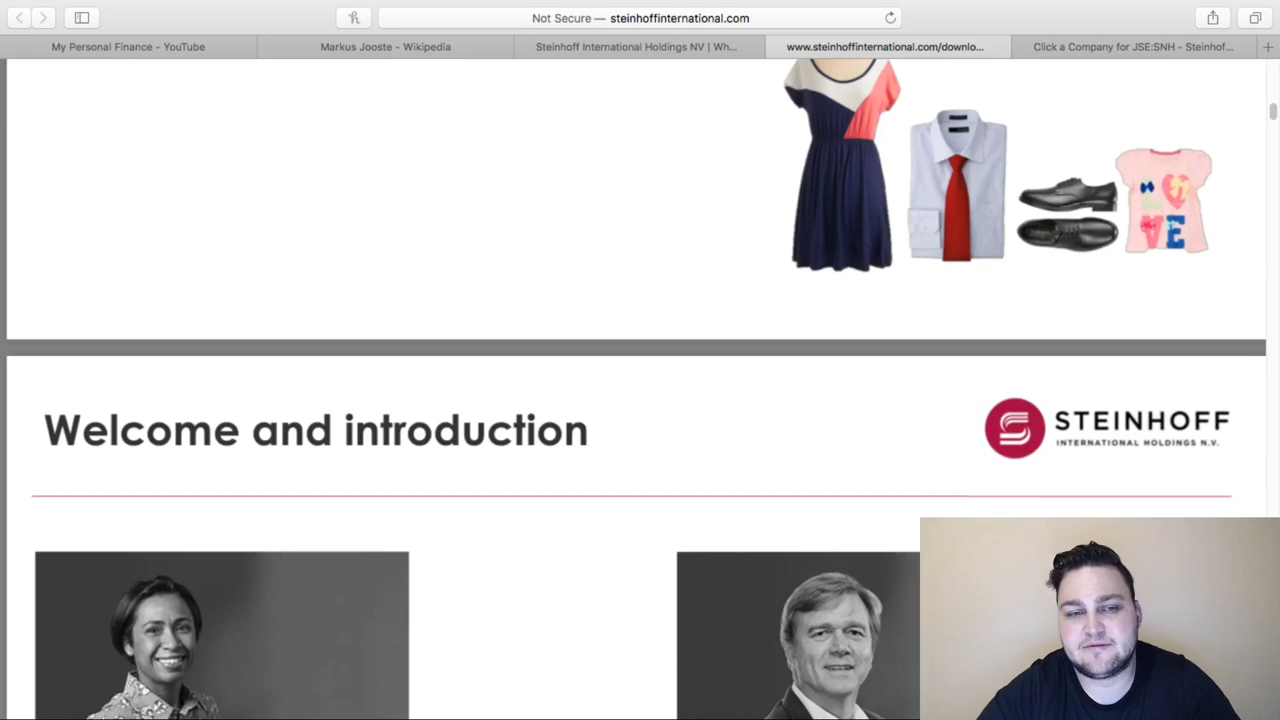 Not Secure — steinhoffinternational.com
My Personal Finance - YouTube
Markus Jooste - Wikipedia
Steinhoff International Holdings NV | Wh...
www.steinhoffinternational.com/downlo...
Click a Company for JSE:SNH - Steinhof...
L
VE
Welcome and introduction
STEINHOFF
INTERNATIONAL HOLDINGS N.V.